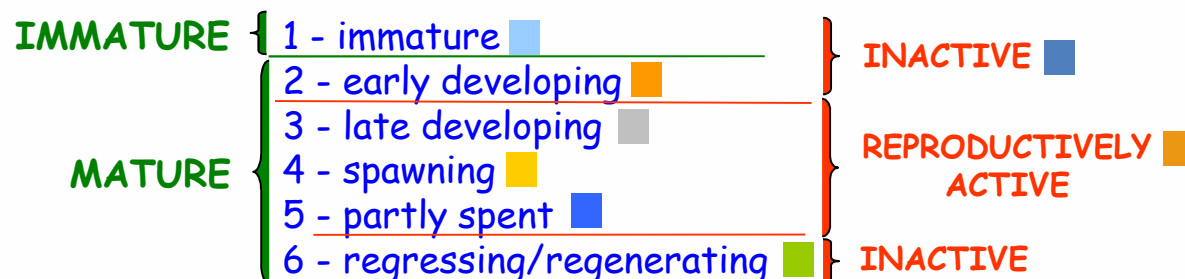 IMMATURE
1 - immature
INACTIVE
2 - early developing
3 - late developing
REPRODUCTIVELY
ACTIVE
MATURE
4 - spawning
5 - partly spent
6 - regressing/regenerating
INACTIVE